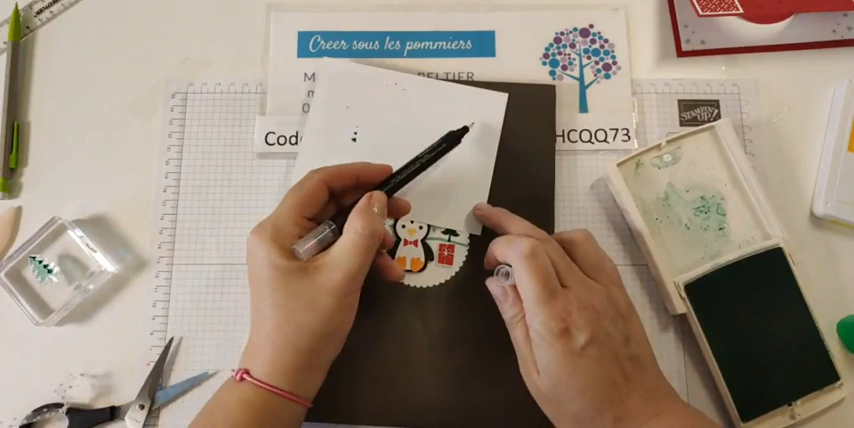 Creer sous les pommiers
PELTIER
Code
HCQQ73
STAMPIN' UP!